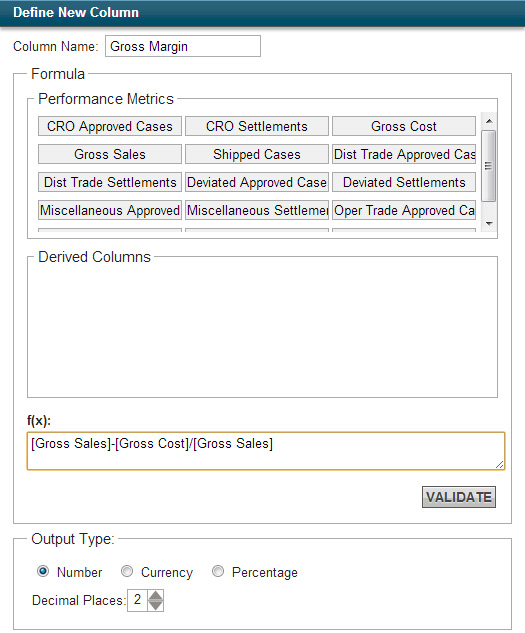 Define New Column
Column Name: Gross Margin
Formula
Performance Metrics
CRO Approved Cases CRO Settlements Gross Cost
Gross Sales Shipped Cases Dist Trade Approved Cas
Dist Trade Settlements Deviated Approved Case Deviated Settlements
Miscellaneous Approved Miscellaneous Settlemer Oper Trade Approved Ca
Derived Columns
f(x):
[Gross Sales]-[Gross Cost]/[Gross Sales]
VALIDATE
Output Type:
Number Currency Percentage
Decimal Places: 2